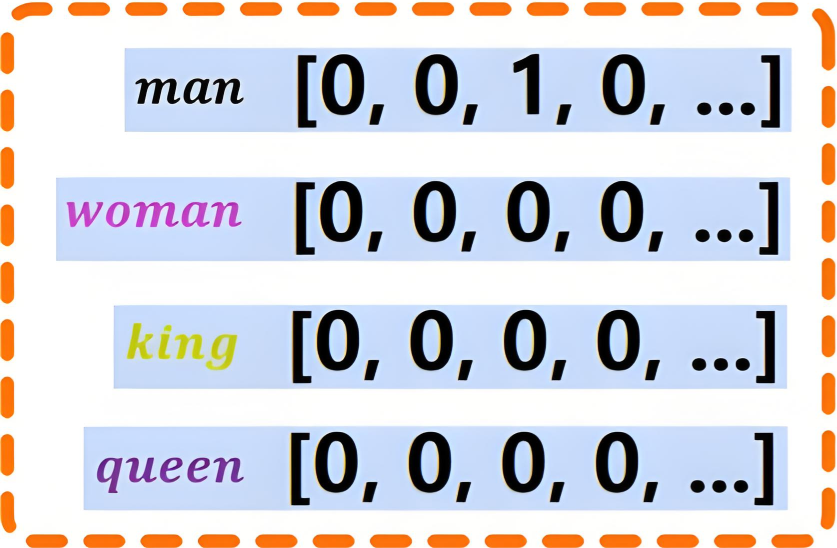 man [0, 0, 1, 0, ...]
woman [0, 0, 0, 0, ...]
king [0, 0, 0, 0, ...]
queen [0, 0, 0, 0, ...]